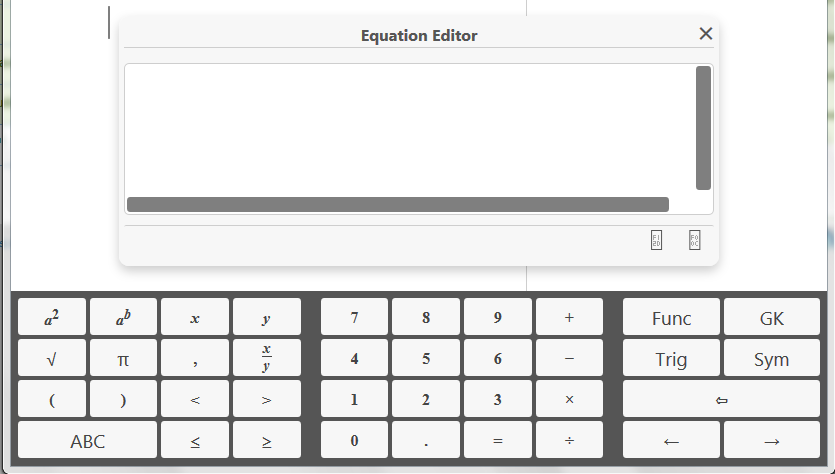 Equation Editor ×
a² aᵇ x y 7 8 9 + Func GK
√ π , x/y 4 5 6 − Trig Sym
( ) < > 1 2 3 × ⇦
ABC ≤ ≥ 0 . = ÷ ← →